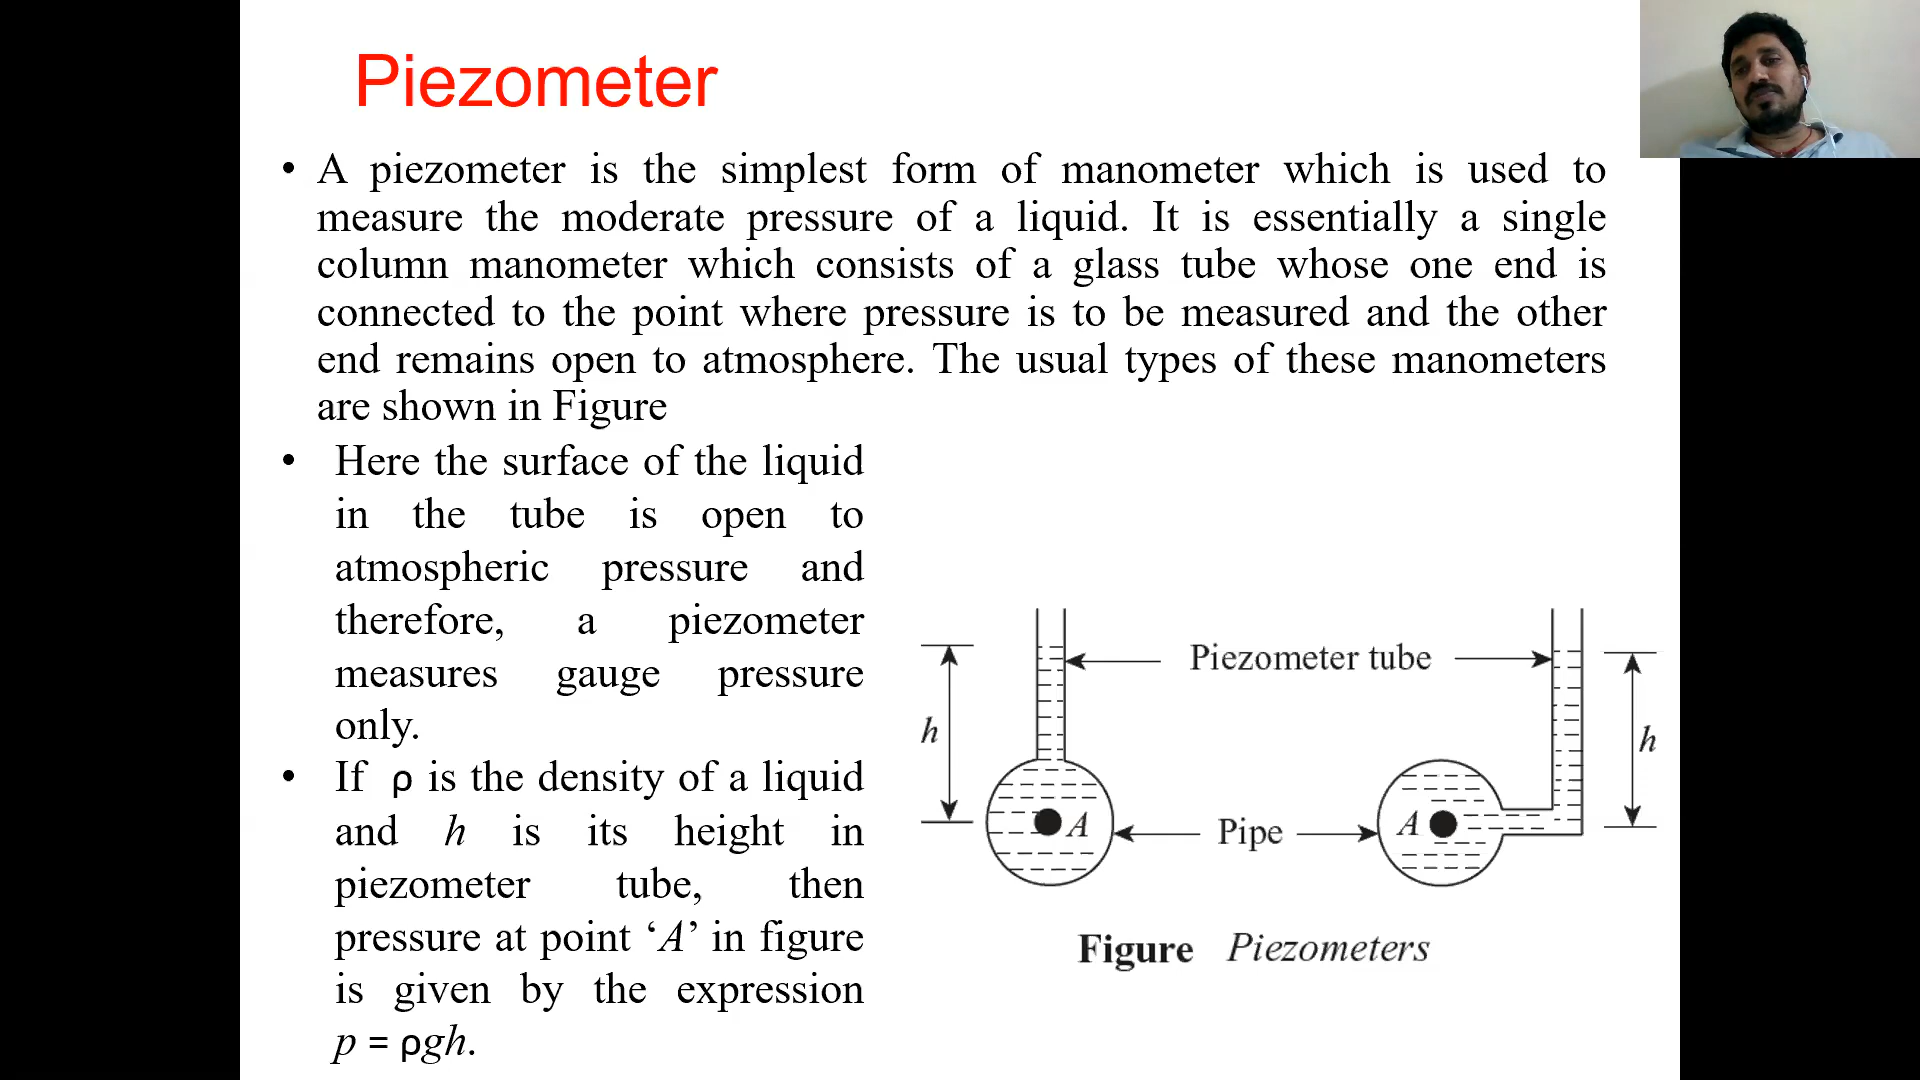 Piezometer
• A piezometer is the simplest form of manometer which is used to
measure the moderate pressure of a liquid. It is essentially a single
column manometer which consists of a glass tube whose one end is
connected to the point where pressure is to be measured and the other
end remains open to atmosphere. The usual types of these manometers
are shown in Figure
• Here the surface of the liquid
in the tube is open to
atmospheric pressure and
therefore, a piezometer
measures gauge pressure
only.
• If ρ is the density of a liquid
and h is its height in
piezometer tube, then
pressure at point ‘A’ in figure
is given by the expression
p = ρgh.
Piezometer tube
h
h
A
Pipe
A
Figure Piezometers